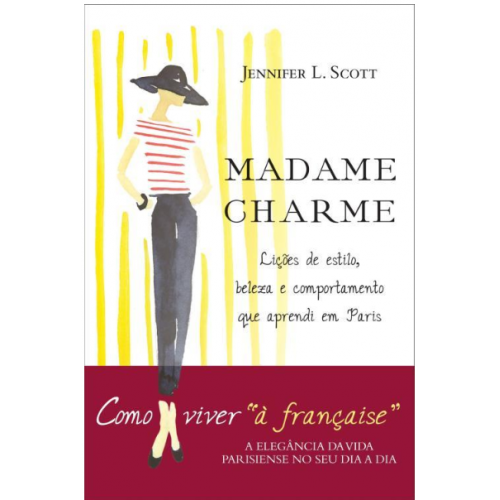 JENNIFER L. SCOTT
MADAME
CHARME
Lições de estilo,
beleza e comportamento
que aprendi em Paris
Como viver "à française"
A ELEGÂNCIA DA VIDA
PARISIENSE NO SEU DIA A DIA